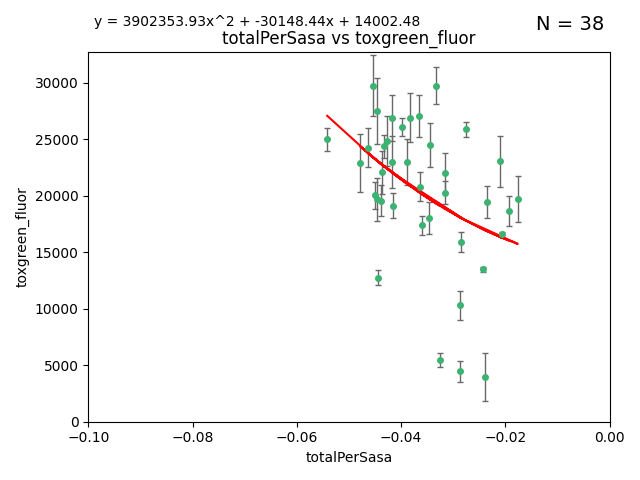 y = 3902353.93x^2 + -30148.44x + 14002.48
N = 38
totalPerSasa vs toxgreen_fluor
30000
25000
20000
15000
10000
5000
0
toxgreen_fluor
−0.10
−0.08
−0.06
−0.04
−0.02
0.00
totalPerSasa